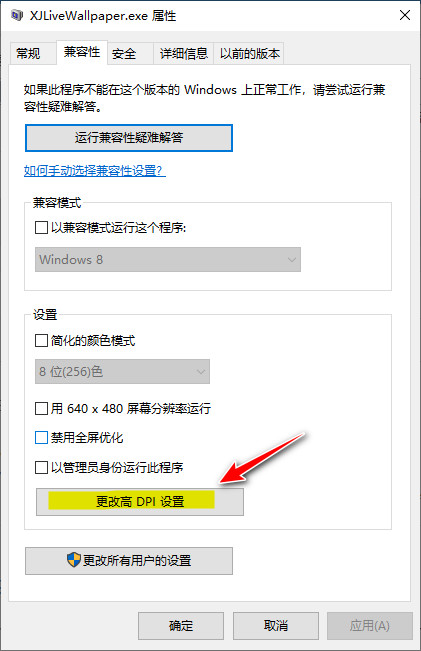 XJLiveWallpaper.exe 属性
常规
兼容性
安全
详细信息
以前的版本
如果此程序不能在这个版本的 Windows 上正常工作，请尝试运行兼
容性疑难解答。
运行兼容性疑难解答
如何手动选择兼容性设置？
兼容模式
以兼容模式运行这个程序:
Windows 8
设置
简化的颜色模式
8 位(256)色
用 640 x 480 屏幕分辨率运行
禁用全屏优化
以管理员身份运行此程序
更改高 DPI 设置
更改所有用户的设置
确定
取消
应用(A)